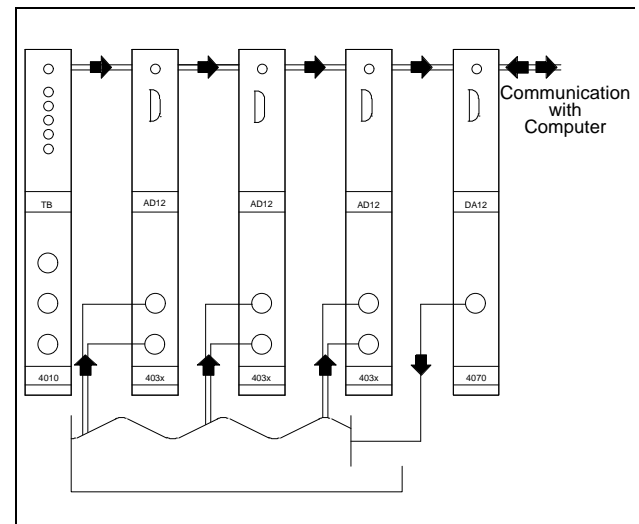 Communication
with
Computer
TB
AD12
AD12
AD12
DA12
4010
403x
403x
403x
4070